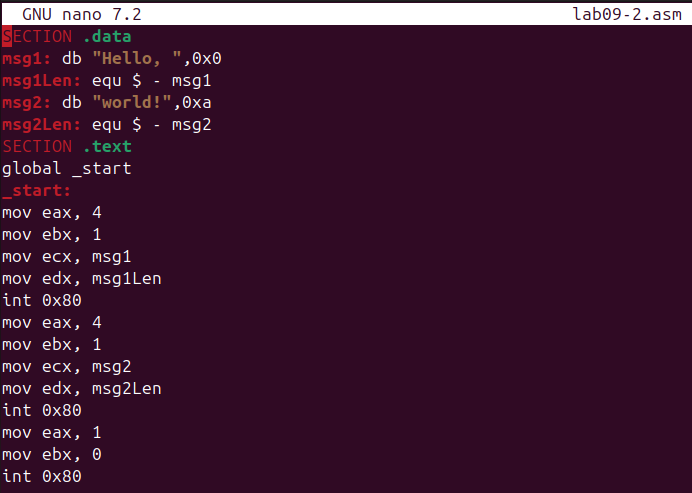 GNU nano 7.2 lab09-2.asm
SECTION .data
msg1: db "Hello, ",0x0
msg1Len: equ $ - msg1
msg2: db "world!",0xa
msg2Len: equ $ - msg2
SECTION .text
global _start
_start:
mov eax, 4
mov ebx, 1
mov ecx, msg1
mov edx, msg1Len
int 0x80
mov eax, 4
mov ebx, 1
mov ecx, msg2
mov edx, msg2Len
int 0x80
mov eax, 1
mov ebx, 0
int 0x80